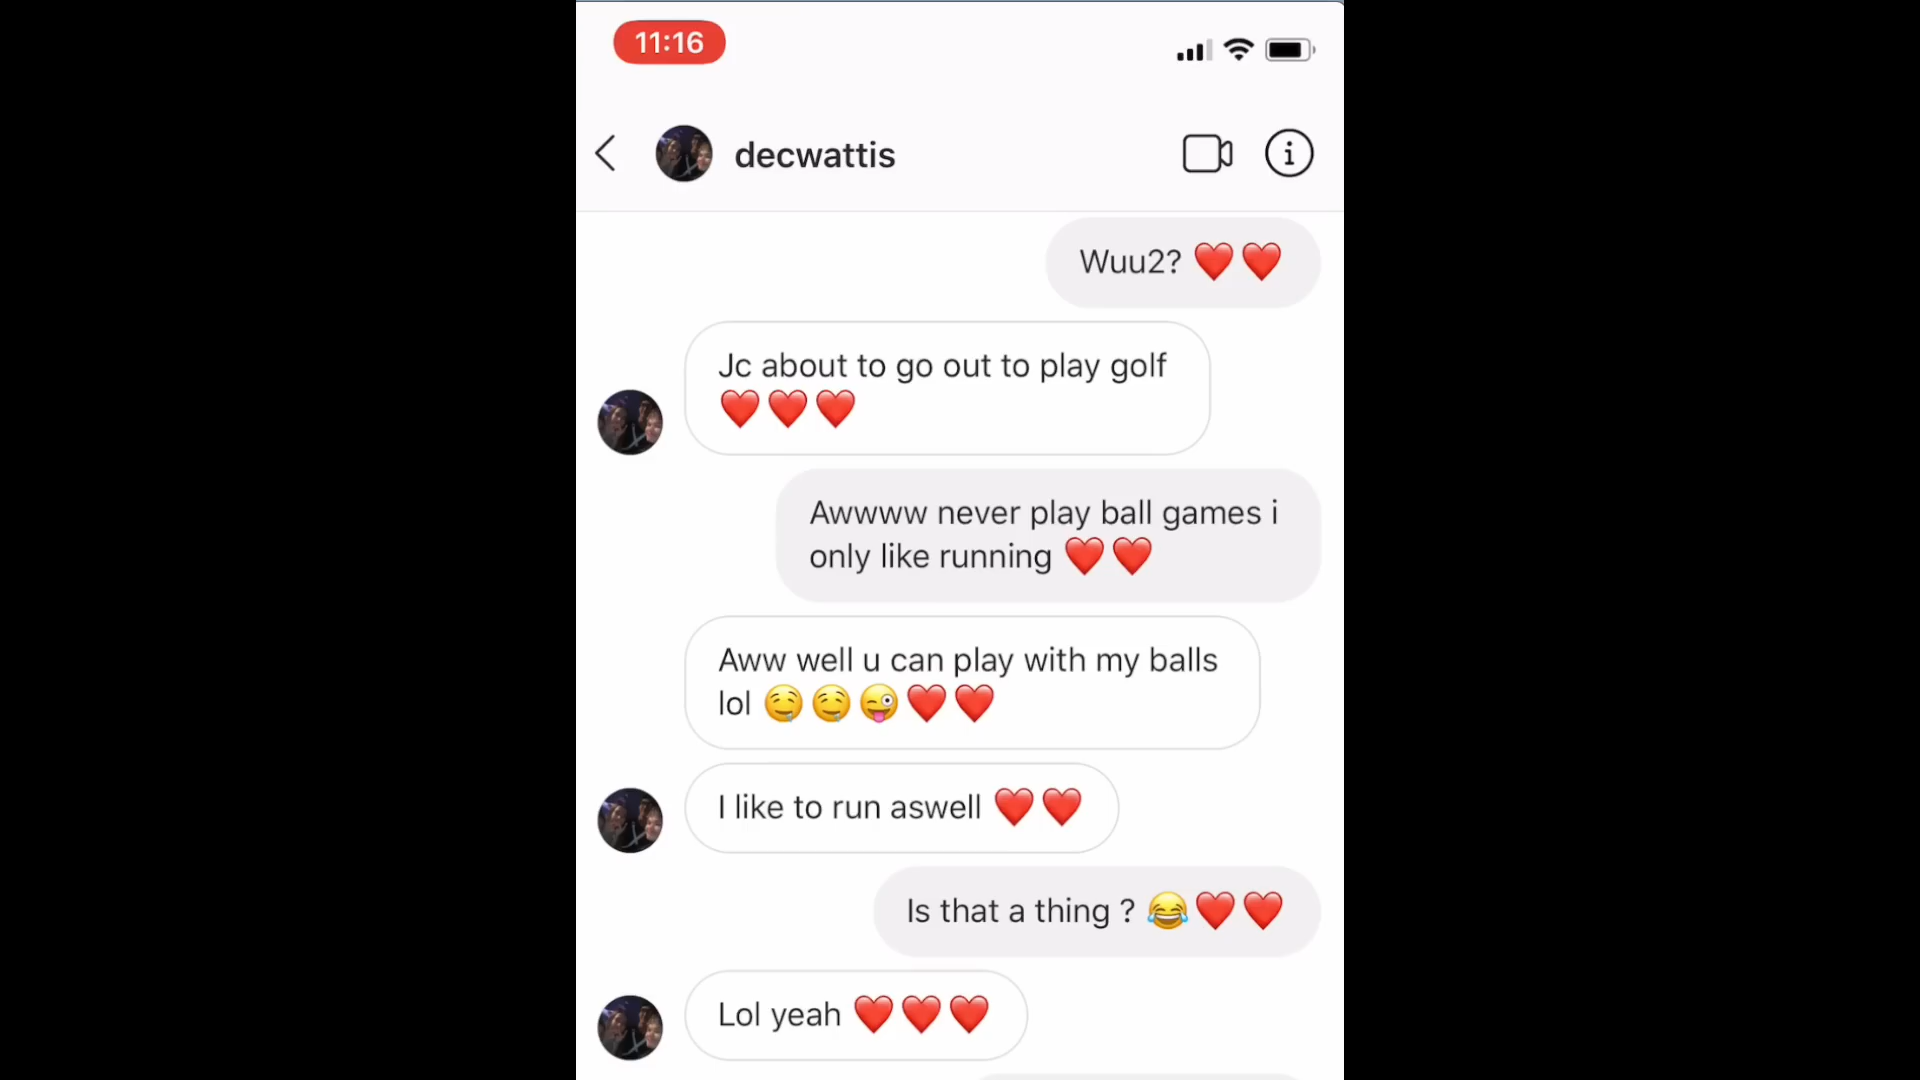 11:16
decwattis
Wuu2? ❤️❤️
Jc about to go out to play golf
❤️❤️❤️
Awwww never play ball games i
only like running ❤️❤️
Aww well u can play with my balls
lol 🤤🤤😜❤️❤️
I like to run aswell ❤️❤️
Is that a thing ? 😂❤️❤️
Lol yeah ❤️❤️❤️